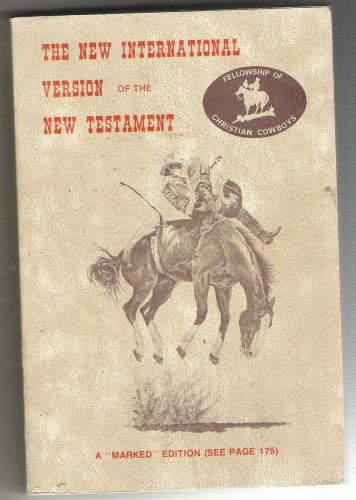 THE NEW INTERNATIONAL
VERSION OF THE
NEW TESTAMENT
FELLOWSHIP OF
CHRISTIAN COWBOYS
A "MARKED" EDITION (SEE PAGE 175)